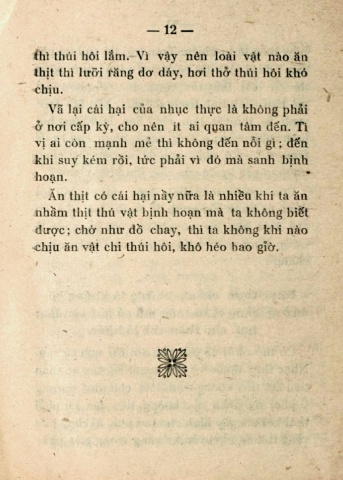 — 12 —
thì thúi hôi lắm. Vì vậy nên loài vật nào ăn
thịt thì lưỡi răng dơ dáy, hơi thở thúi hôi khó
chịu.
Vã lại cái hại của nhục thực là không phải
ở nơi cấp kỳ, cho nên ít ai quan tâm đến. Tì
vị ai còn mạnh mẻ thì không đến nỗi gì; đến
khi suy kém rồi, tức phải vì đó mà sanh bịnh
hoạn.
Ăn thịt có cái hại nầy nữa là nhiều khi ta ăn
nhằm thịt thú vật bịnh hoạn mà ta không biết
được; chớ như đồ chay, thì ta không khi nào
chịu ăn vật chi thúi hôi, khô héo bao giờ.